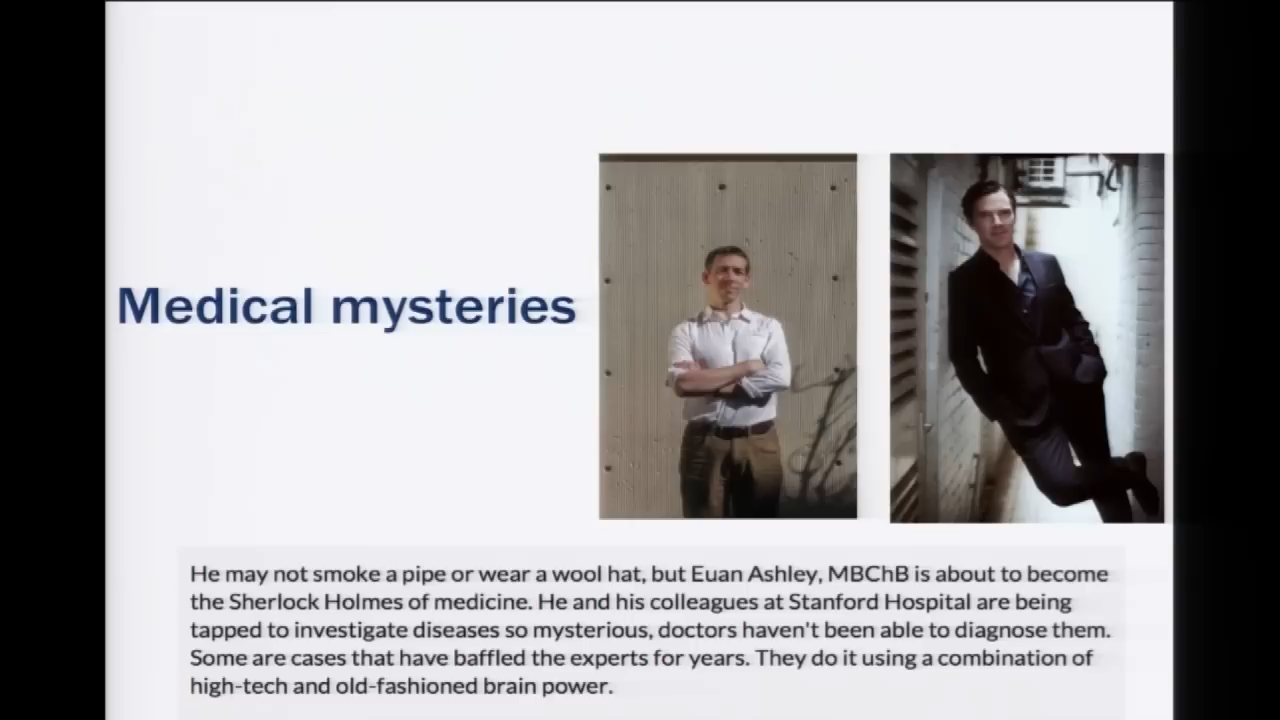 Medical mysteries
He may not smoke a pipe or wear a wool hat, but Euan Ashley, MBChB is about to become
the Sherlock Holmes of medicine. He and his colleagues at Stanford Hospital are being
tapped to investigate diseases so mysterious, doctors haven't been able to diagnose them.
Some are cases that have baffled the experts for years. They do it using a combination of
high-tech and old-fashioned brain power.